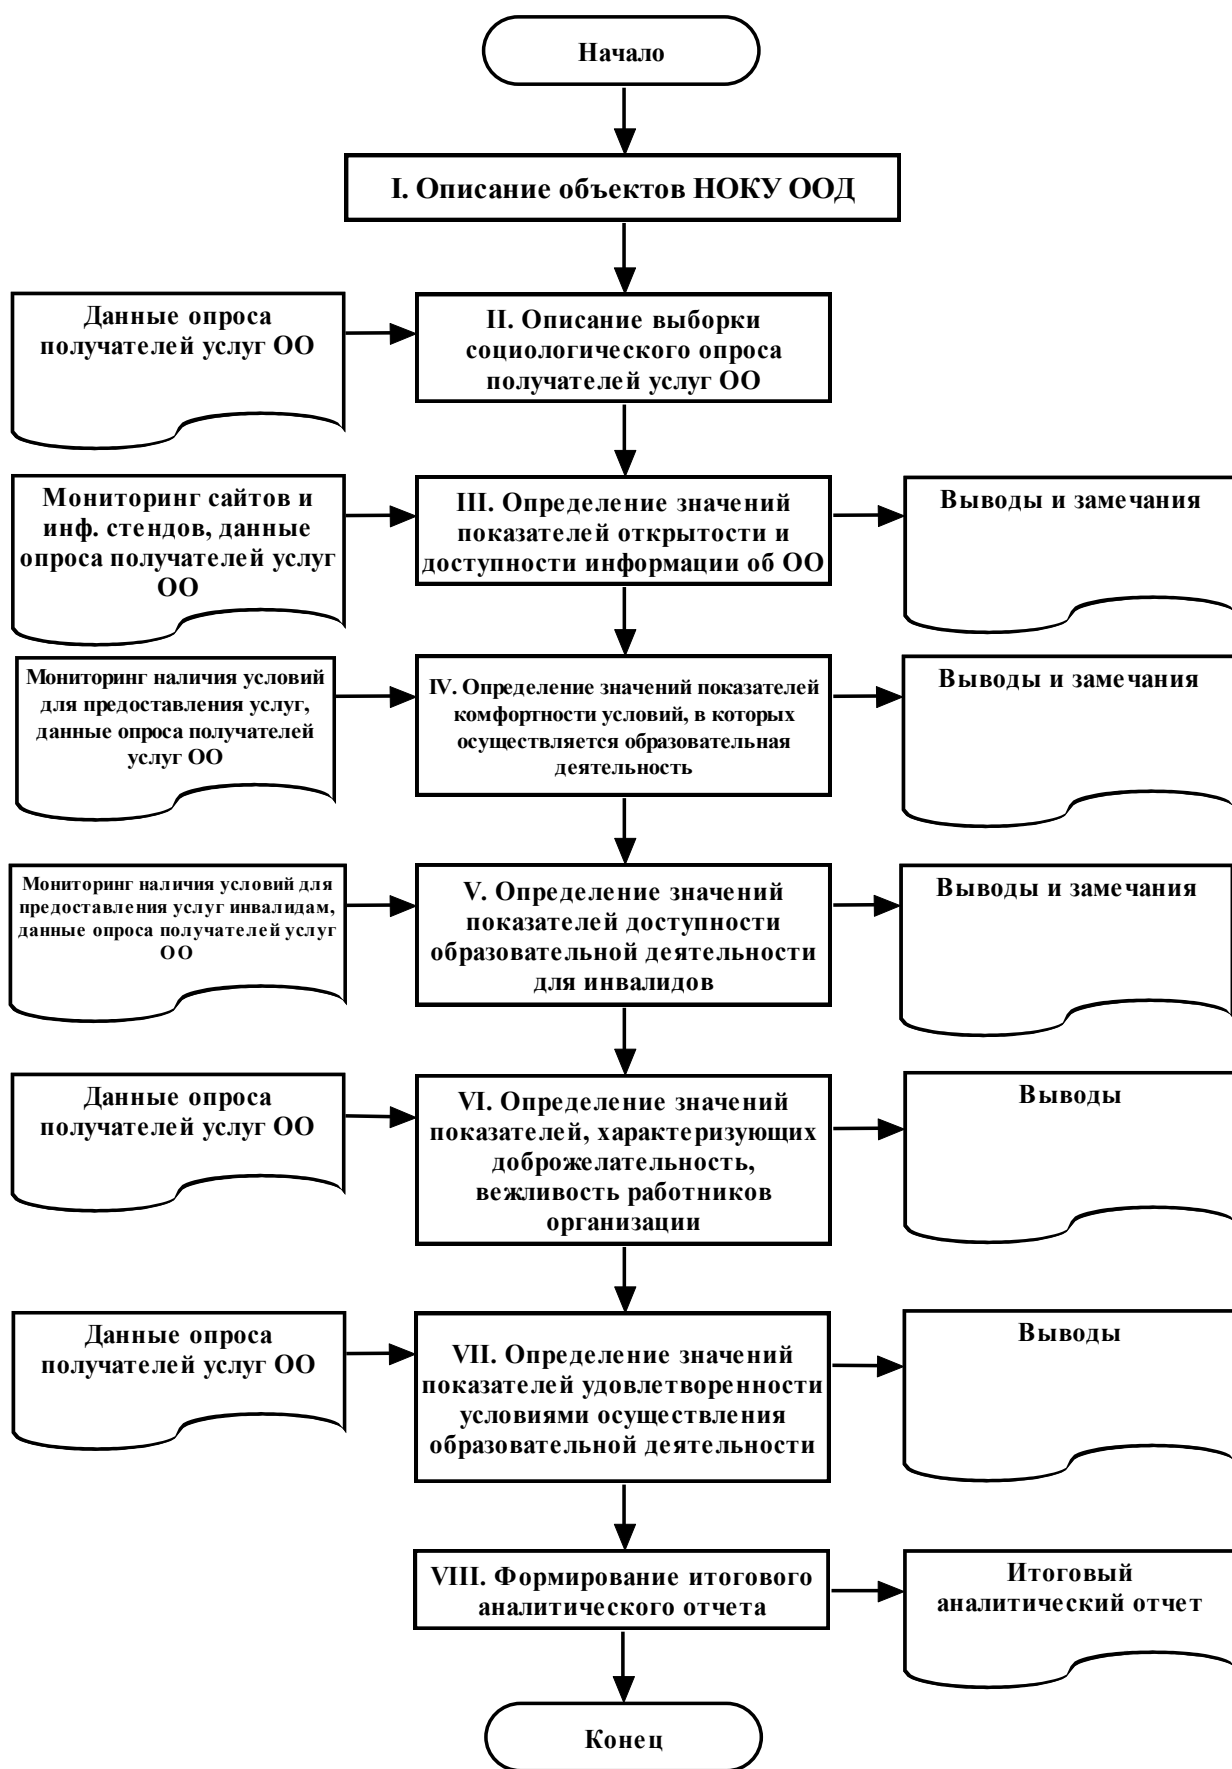 Начало
I. Описание объектов НОКУ ООД
Данные опроса
получателей услуг ОО
II. Описание выборки
социологического опроса
получателей услуг ОО
Мониторинг сайтов и
инф. стендов, данные
опроса получателей услуг
ОО
III. Определение значений
показателей открытости и
доступности информации об ОО
Выводы и замечания
Мониторинг наличия условий
для предоставления услуг,
данные опроса получателей
услуг ОО
IV. Определение значений показателей
комфортности условий, в которых
осуществляется образовательная
деятельность
Выводы и замечания
Мониторинг наличия условий для
предоставления услуг инвалидам,
данные опроса получателей услуг
ОО
V. Определение значений
показателей доступности
образовательной деятельности
для инвалидов
Выводы и замечания
Данные опроса
получателей услуг ОО
VI. Определение значений
показателей, характеризующих
доброжелательность,
вежливость работников
организации
Выводы
Данные опроса
получателей услуг ОО
VII. Определение значений
показателей удовлетворенности
условиями осуществления
образовательной деятельности
Выводы
VIII. Формирование итогового
аналитического отчета
Итоговый
аналитический отчет
Конец